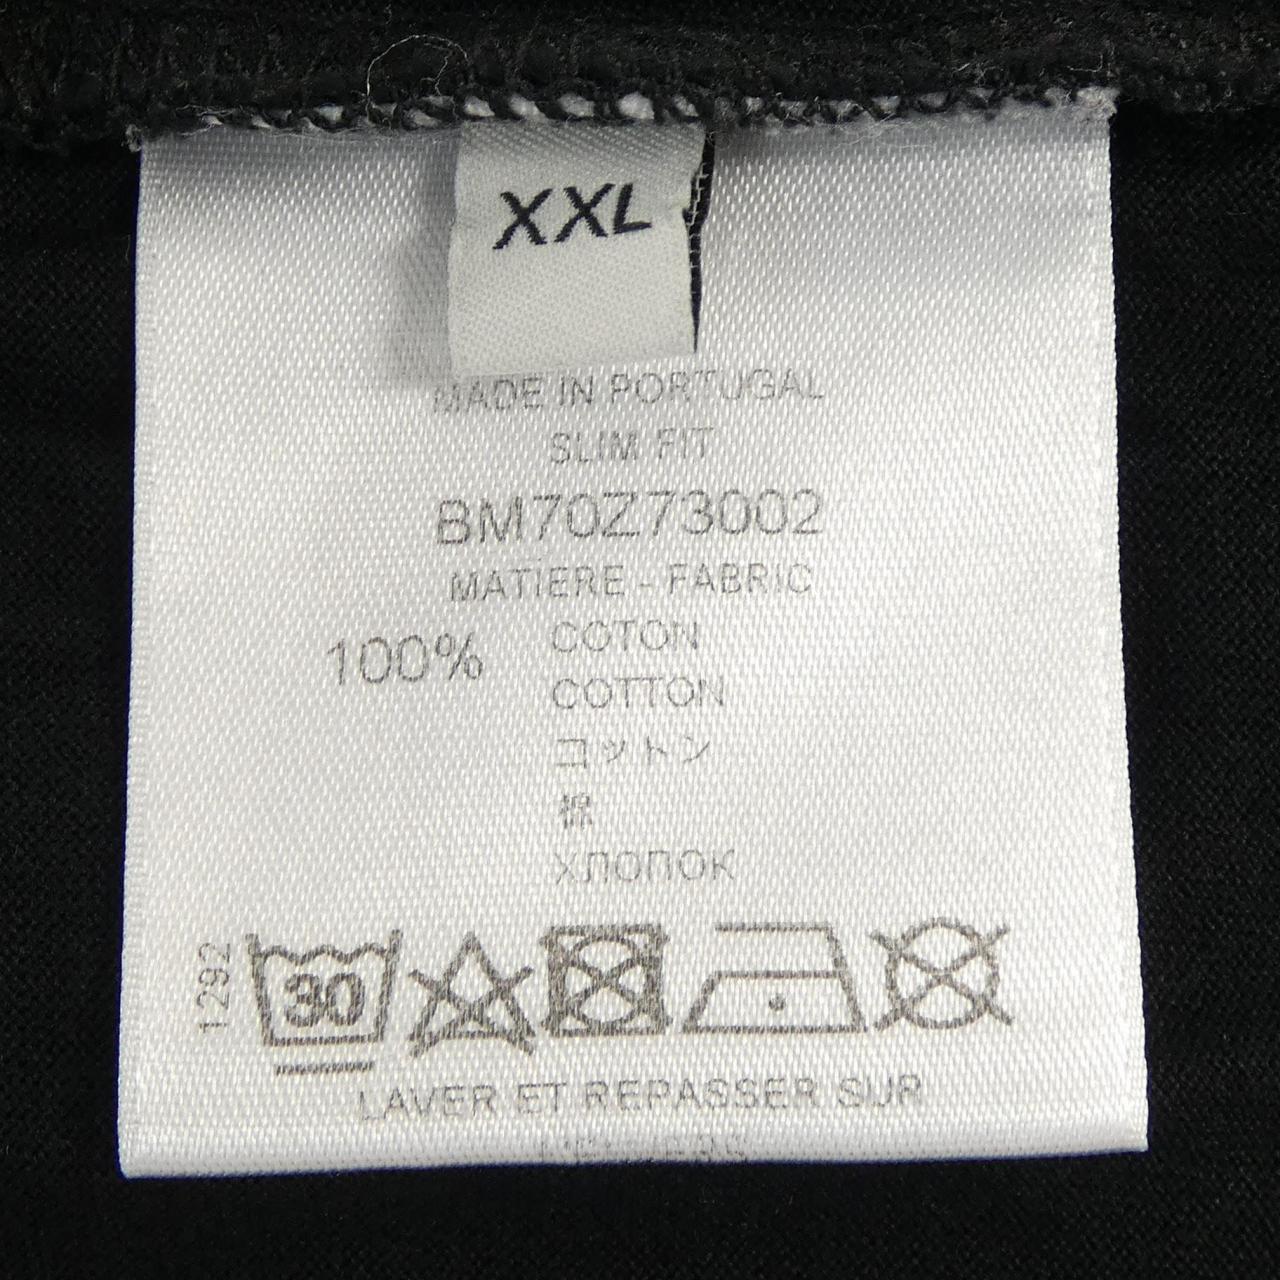 XXL
MADE IN PORTUGAL
SLIM FIT
BM70Z73002
MATIERE - FABRIC
100% COTON
COTTON
コットン
棉
ХЛОПОК
1292
30
LAVER ET REPASSER SUR